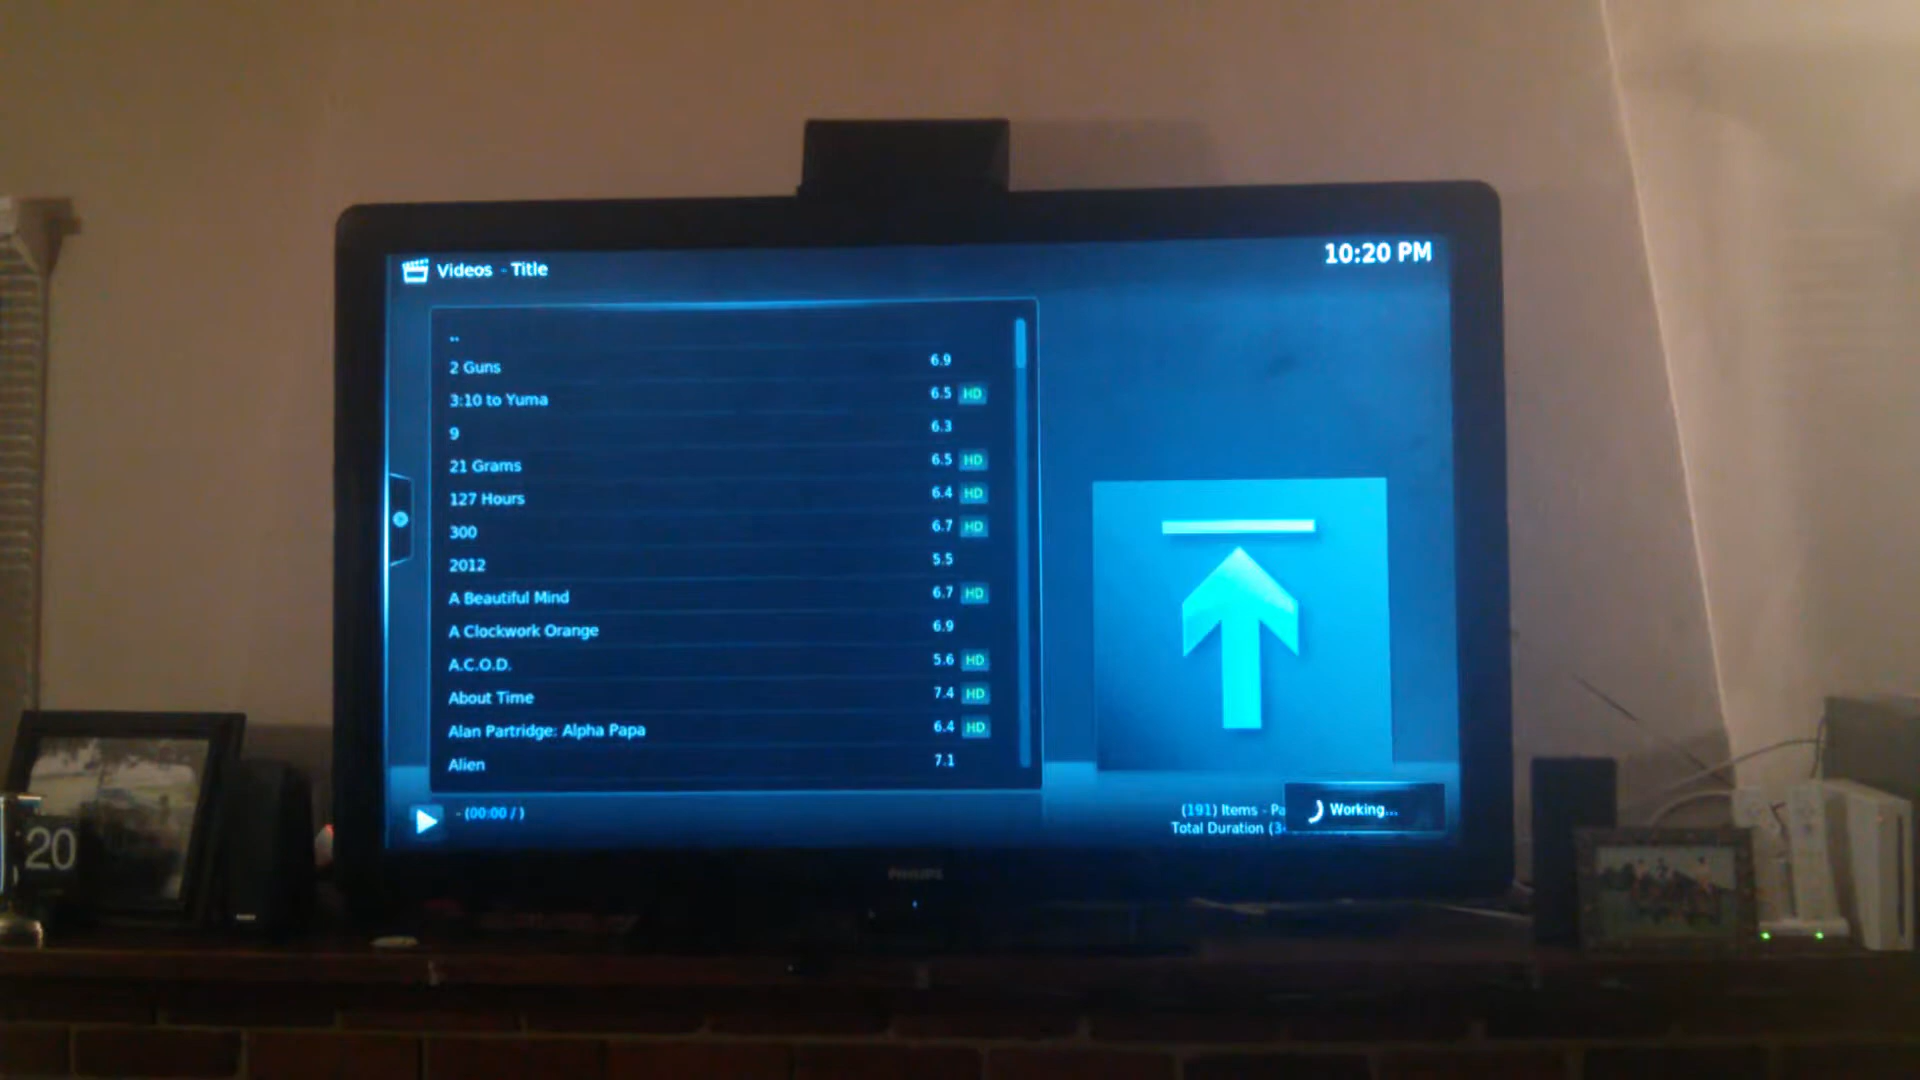 Videos - Title
10:20 PM
..
2 Guns 6.9
3:10 to Yuma 6.5 HD
9 6.3
21 Grams 6.5 HD
127 Hours 6.4 HD
300 6.7 HD
2012 5.5
A Beautiful Mind 6.7 HD
A Clockwork Orange 6.9
A.C.O.D. 5.6 HD
About Time 7.4 HD
Alan Partridge: Alpha Papa 6.4 HD
Alien 7.1
- (00:00 / )
(191) Items - Pa
Total Duration (3
Working...
PHILIPS
20